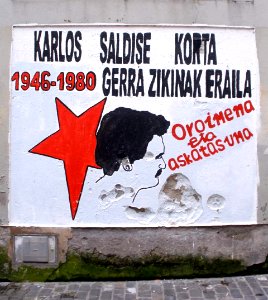 KARLOS SALDISE KORTA
1946-1980 GERRA ZIKINAK ERAILA
Oroimena
eta
askatasuna